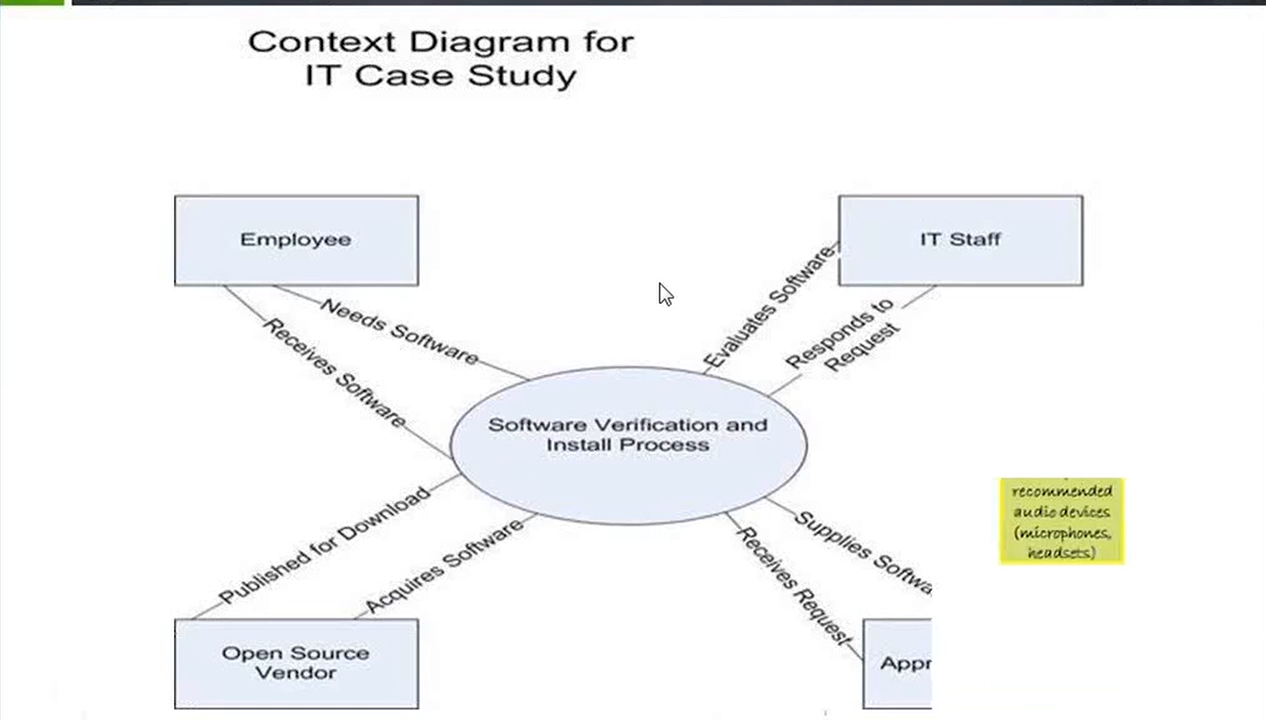 Context Diagram for
IT Case Study
Employee
IT Staff
Needs Software
Receives Software
Evaluates Software
Responds to
Request
Software Verification and
Install Process
recommended
audio devices
(microphones,
headsets)
Published for Download
Acquires Software
Receives Request
Supplies Softwa
Open Source
Vendor
Appr